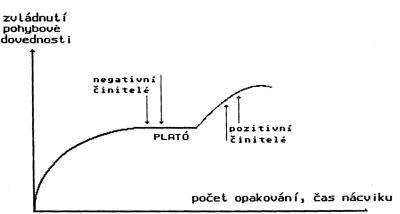 zvládnutí
pohybové
dovednosti
negativní
činitelé
PLATÓ
pozitivní
činitelé
počet opakování, čas nácviku